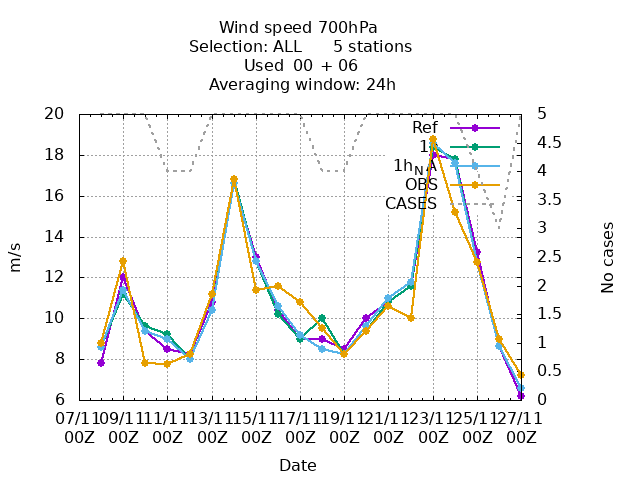 Wind speed 700hPa
Selection: ALL 5 stations
Used 00 + 06
Averaging window: 24h
20
18
16
14
12
10
8
6
m/s
5
4.5
4
3.5
3
2.5
2
1.5
1
0.5
0
No cases
Ref
1h
1hNA
OBS
CASES
07/11 09/11 11/11 13/11 15/11 17/11 19/11 21/11 23/11 25/11 27/11
00Z 00Z 00Z 00Z 00Z 00Z 00Z 00Z 00Z 00Z 00Z
Date